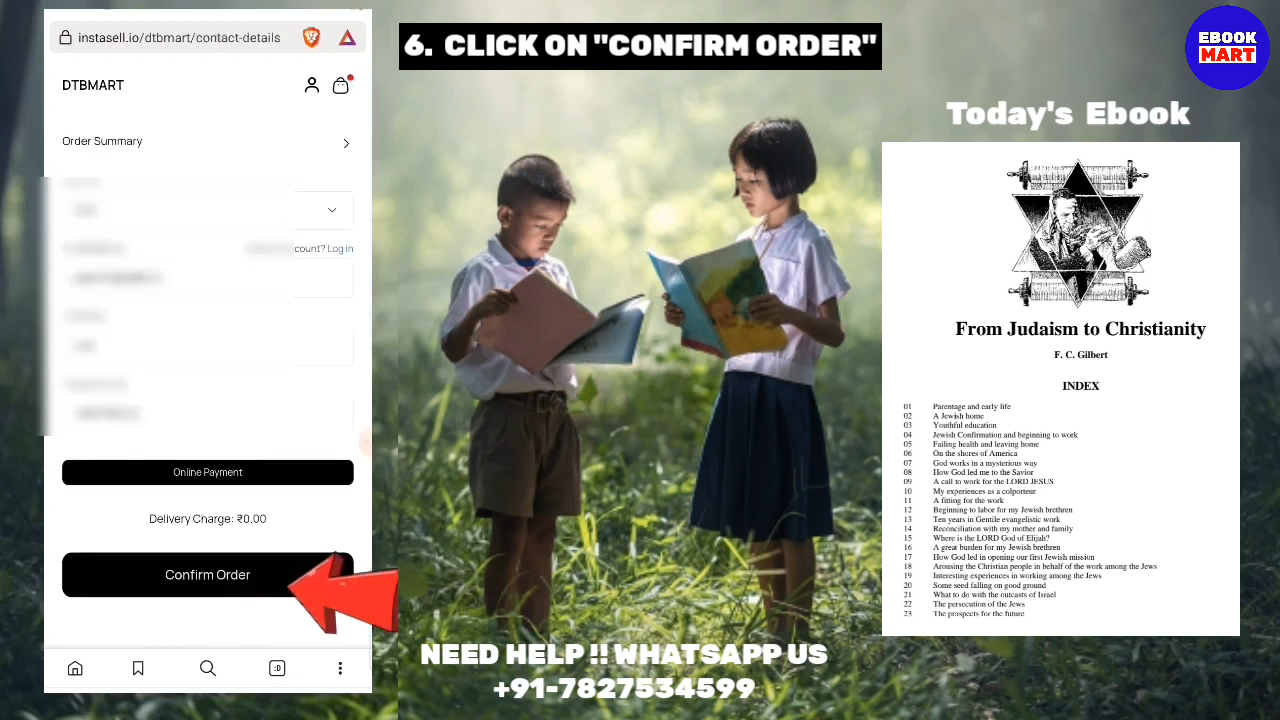 instasell.io/dtbmart/contact-details
DTBMART
Order Summary
count? Log in
Online Payment
Delivery Charge: ₹0.00
Confirm Order
:D
6. CLICK ON "CONFIRM ORDER"
NEED HELP !! WHATSAPP US
+91-7827534599
EBOOK
MART
Today's Ebook
From Judaism to Christianity
F. C. Gilbert
INDEX
01 Parentage and early life
02 A Jewish home
03 Youthful education
04 Jewish Confirmation and beginning to work
05 Failing health and leaving home
06 On the shores of America
07 God works in a mysterious way
08 How God led me to the Savior
09 A call to work for the LORD JESUS
10 My experiences as a colporteur
11 A fitting for the work
12 Beginning to labor for my Jewish brethren
13 Ten years in Gentile evangelistic work
14 Reconciliation with my mother and family
15 Where is the LORD God of Elijah?
16 A great burden for my Jewish brethren
17 How God led in opening our first Jewish mission
18 Arousing the Christian people in behalf of the work among the Jews
19 Interesting experiences in working among the Jews
20 Some seed falling on good ground
21 What to do with the outcasts of Israel
22 The persecution of the Jews
23 The prospects for the future